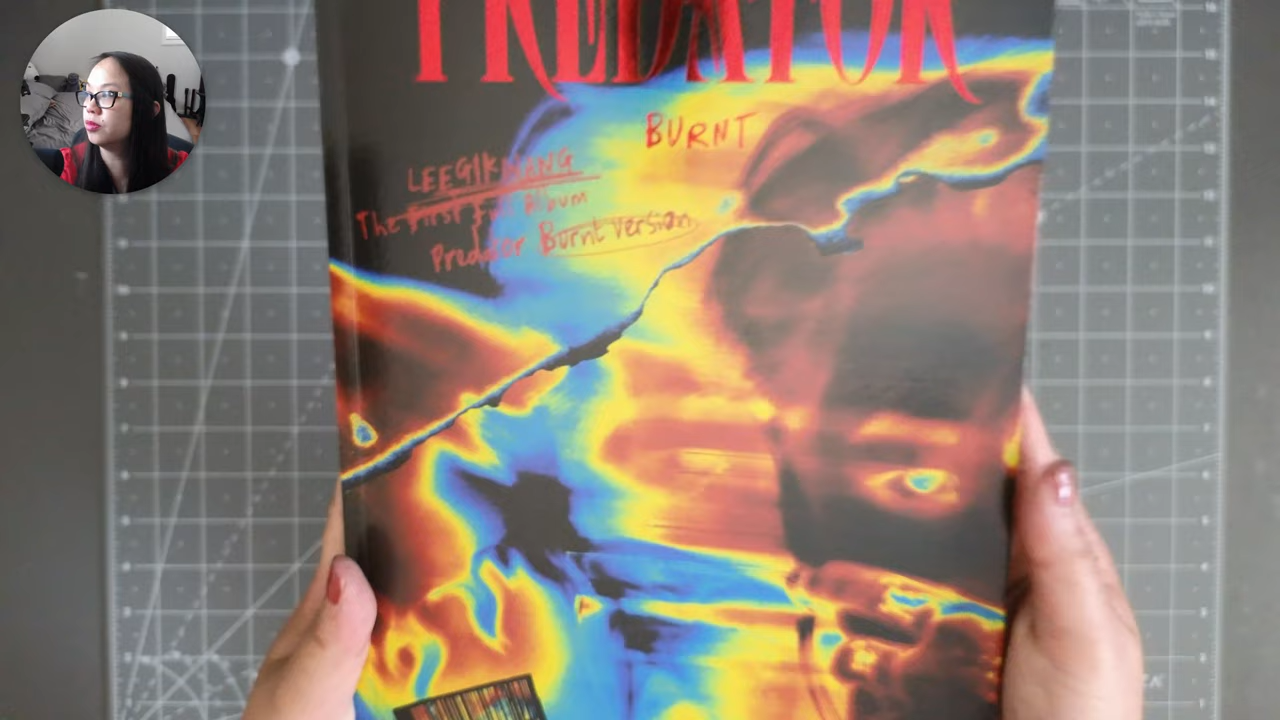 PREDATOR
BURNT
LEEGIKWANG
The First Full Album
Predator Burnt version